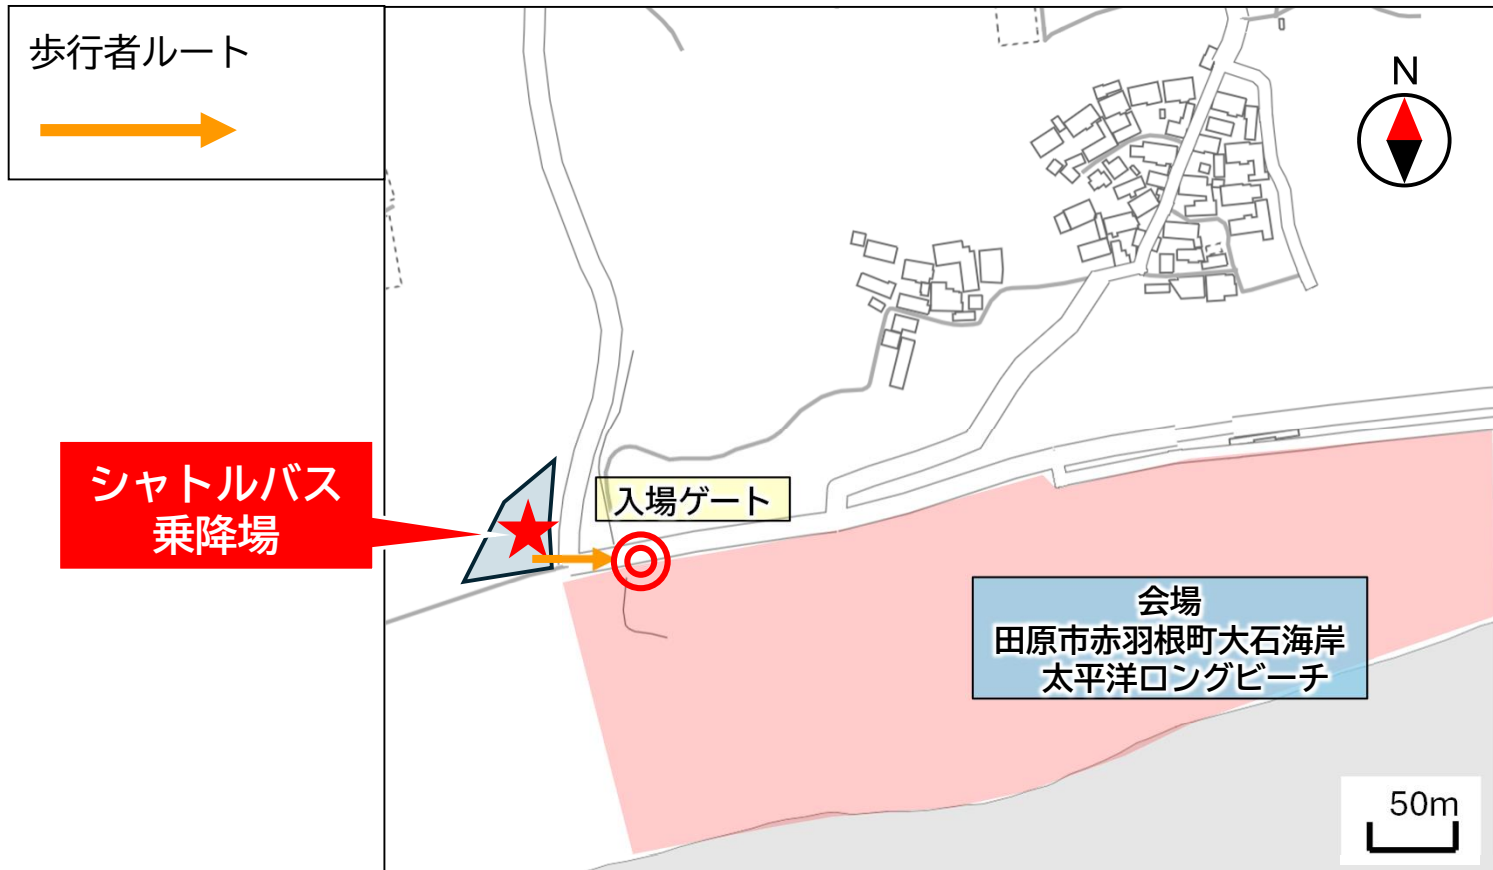 歩行者ルート
N
シャトルバス
乗降場
入場ゲート
会場
田原市赤羽根町大石海岸
太平洋ロングビーチ
50m